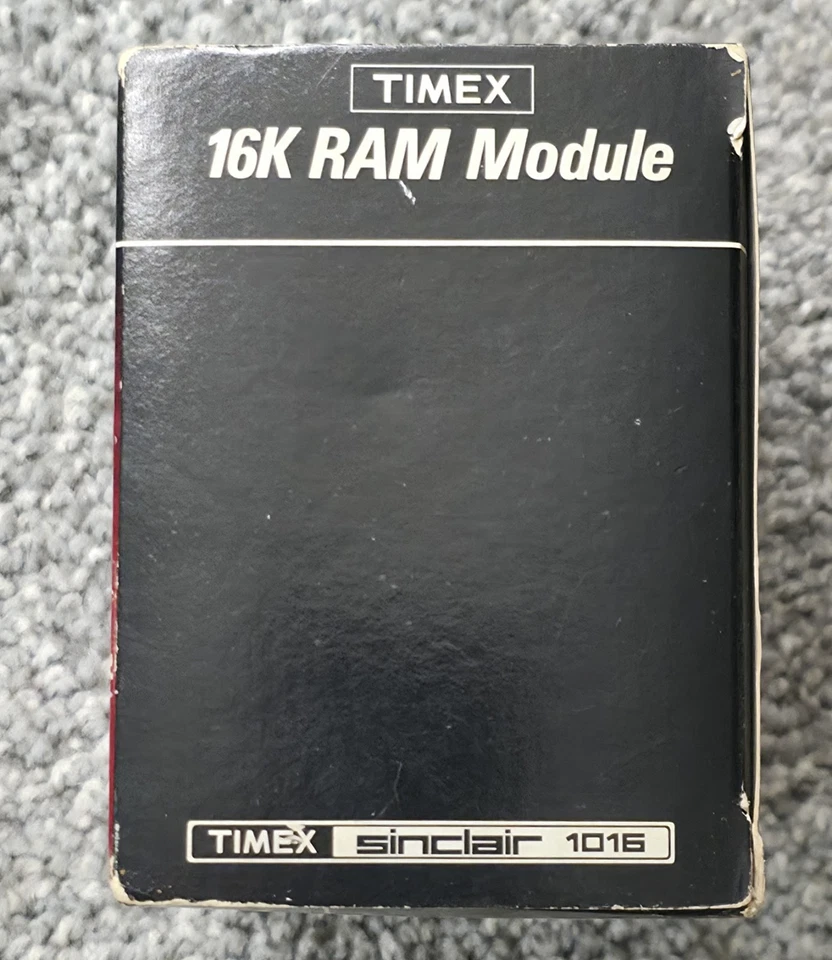 TIMEX
16K RAM Module
TIMEX sinclair 1016